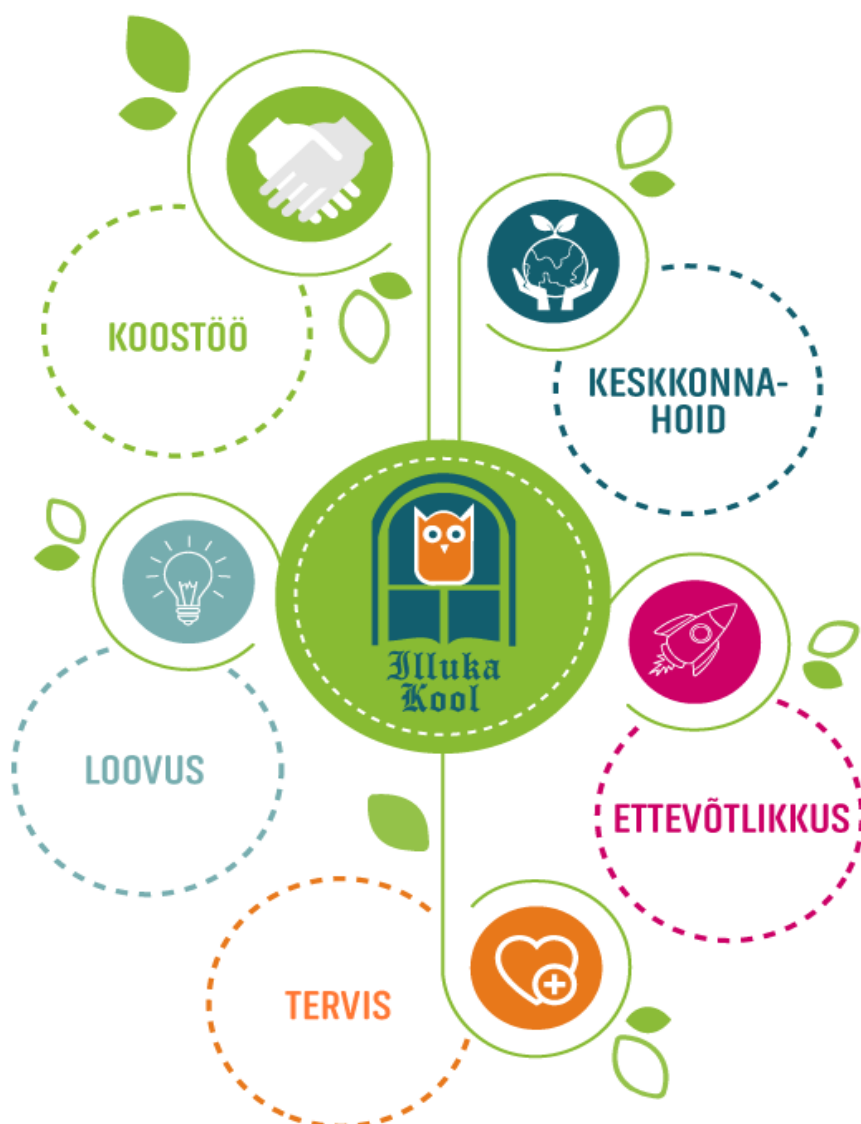 KOOSTÖÖ
KESKKONNA-
HOID
Illuka
Kool
LOOVUS
ETTEVÕTLIKKUS
TERVIS